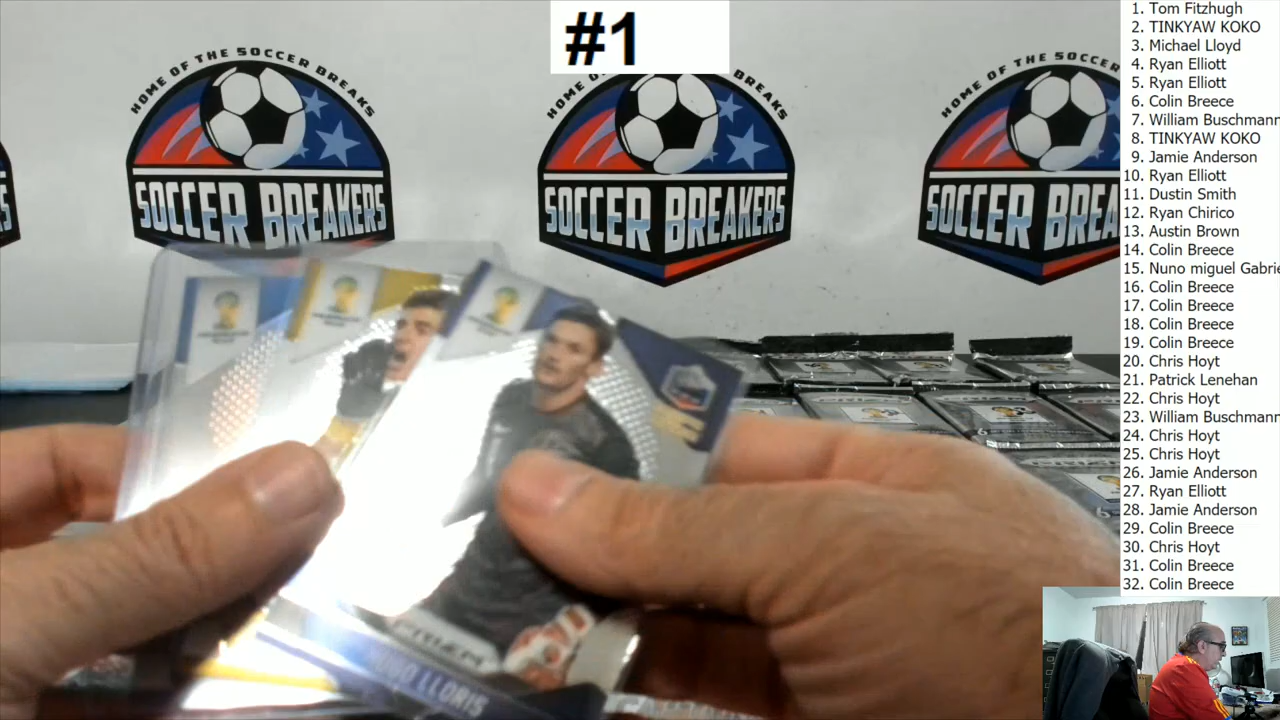 #1
HOME OF THE SOCCER BREAKS
SOCCER BREAKERS
HOME OF
BREAKS
SOCCER BREAKERS
HOME OF THE SOCCER
SOCCER BREA
PRIZM
HUGO LLORIS
1. Tom Fitzhugh
2. TINKYAW KOKO
3. Michael Lloyd
4. Ryan Elliott
5. Ryan Elliott
6. Colin Breece
7. William Buschmann
8. TINKYAW KOKO
9. Jamie Anderson
10. Ryan Elliott
11. Dustin Smith
12. Ryan Chirico
13. Austin Brown
14. Colin Breece
15. Nuno miguel Gabrie
16. Colin Breece
17. Colin Breece
18. Colin Breece
19. Colin Breece
20. Chris Hoyt
21. Patrick Lenehan
22. Chris Hoyt
23. William Buschmann
24. Chris Hoyt
25. Chris Hoyt
26. Jamie Anderson
27. Ryan Elliott
28. Jamie Anderson
29. Colin Breece
30. Chris Hoyt
31. Colin Breece
32. Colin Breece